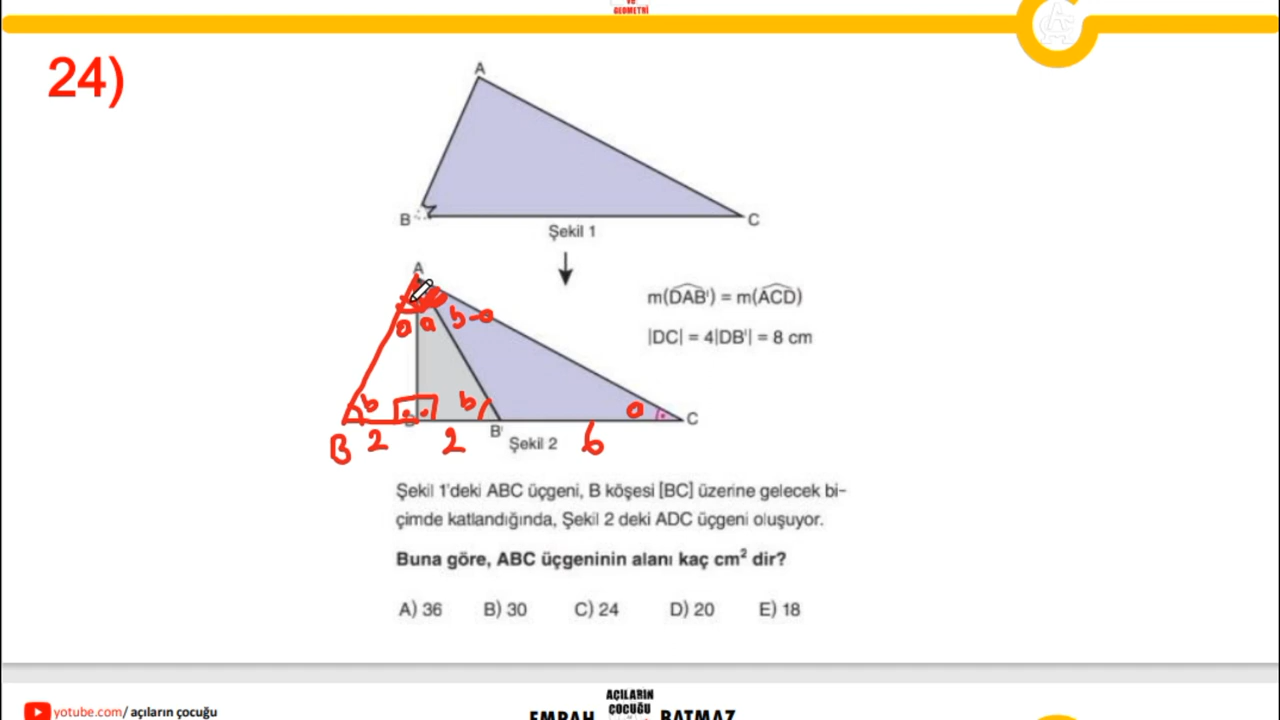 VE
GEOMETRİ
24)
A
B
C
Şekil 1
A
a a b a
m(DAB') = m(ACD)
|DC| = 4|DB'| = 8 cm
b b a
D B' C
B 2 2 6
Şekil 2
Şekil 1'deki ABC üçgeni, B köşesi [BC] üzerine gelecek bi-
çimde katlandığında, Şekil 2 deki ADC üçgeni oluşuyor.
Buna göre, ABC üçgeninin alanı kaç cm² dir?
A) 36 B) 30 C) 24 D) 20 E) 18
yotube.com/ açıların çocuğu
AÇILARIN
ÇOCUĞU
EMRAH BATMAZ